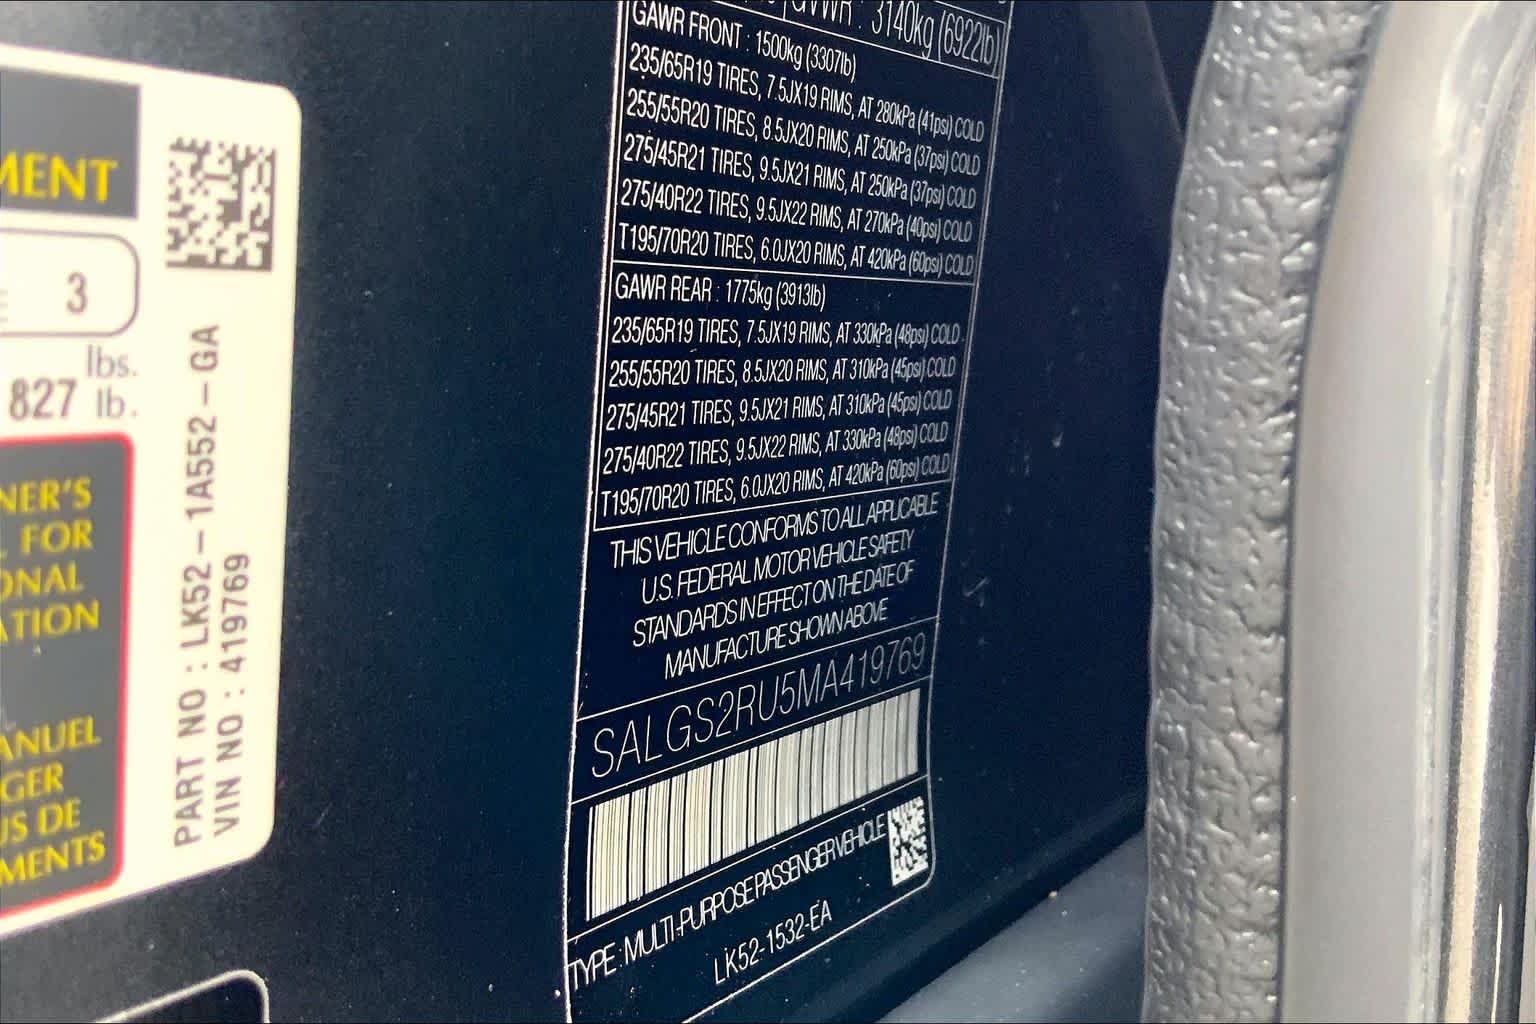 MENT
3
lbs.
827 lb.
NER'S
FOR
ONAL
ATION
ANUEL
GER
US DE
MENTS
PART NO : LK52-1A552-GA
VIN NO : 419769
GVWR : 3140kg (6922lb)
GAWR FRONT : 1500kg (3307lb)
235/65R19 TIRES, 7.5JX19 RIMS, AT 280kPa (41psi) COLD
255/55R20 TIRES, 8.5JX20 RIMS, AT 250kPa (37psi) COLD
275/45R21 TIRES, 9.5JX21 RIMS, AT 250kPa (37psi) COLD
275/40R22 TIRES, 9.5JX22 RIMS, AT 270kPa (40psi) COLD
T195/70R20 TIRES, 6.0JX20 RIMS, AT 420kPa (60psi) COLD
GAWR REAR : 1775kg (3913lb)
235/65R19 TIRES, 7.5JX19 RIMS, AT 330kPa (48psi) COLD
255/55R20 TIRES, 8.5JX20 RIMS, AT 310kPa (45psi) COLD
275/45R21 TIRES, 9.5JX21 RIMS, AT 310kPa (45psi) COLD
275/40R22 TIRES, 9.5JX22 RIMS, AT 330kPa (48psi) COLD
T195/70R20 TIRES, 6.0JX20 RIMS, AT 420kPa (60psi) COLD
THIS VEHICLE CONFORMS TO ALL APPLICABLE
U.S. FEDERAL MOTOR VEHICLE SAFETY
STANDARDS IN EFFECT ON THE DATE OF
MANUFACTURE SHOWN ABOVE
SALGS2RU5MA419769
TYPE : MULTI-PURPOSE PASSENGER VEHICLE
LK52-1532-EA